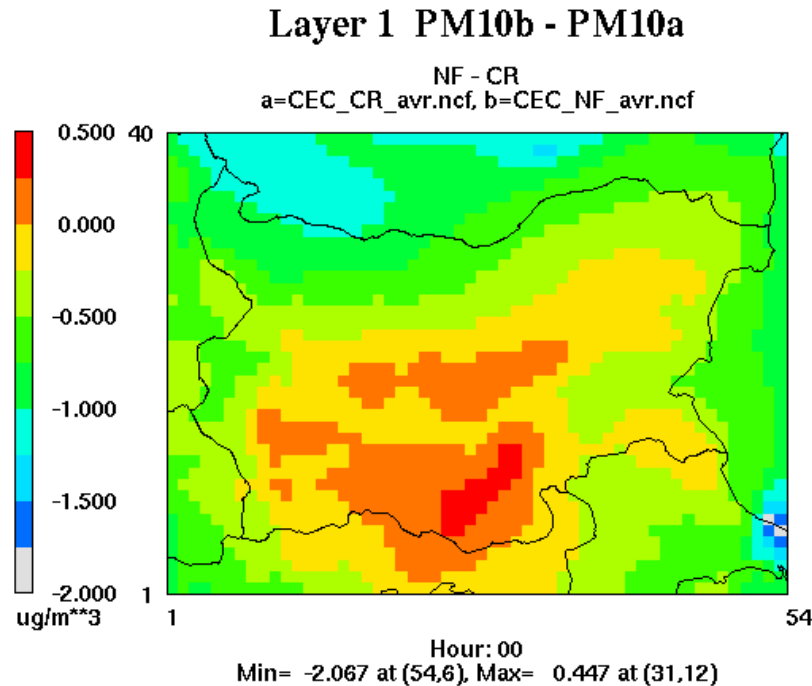 Layer 1 PM10b - PM10a
NF - CR
a=CEC_CR_avr.ncf, b=CEC_NF_avr.ncf
0.500
0.000
-0.500
-1.000
-1.500
-2.000
ug/m**3
40
1
1
54
Hour: 00
Min= -2.067 at (54,6), Max= 0.447 at (31,12)